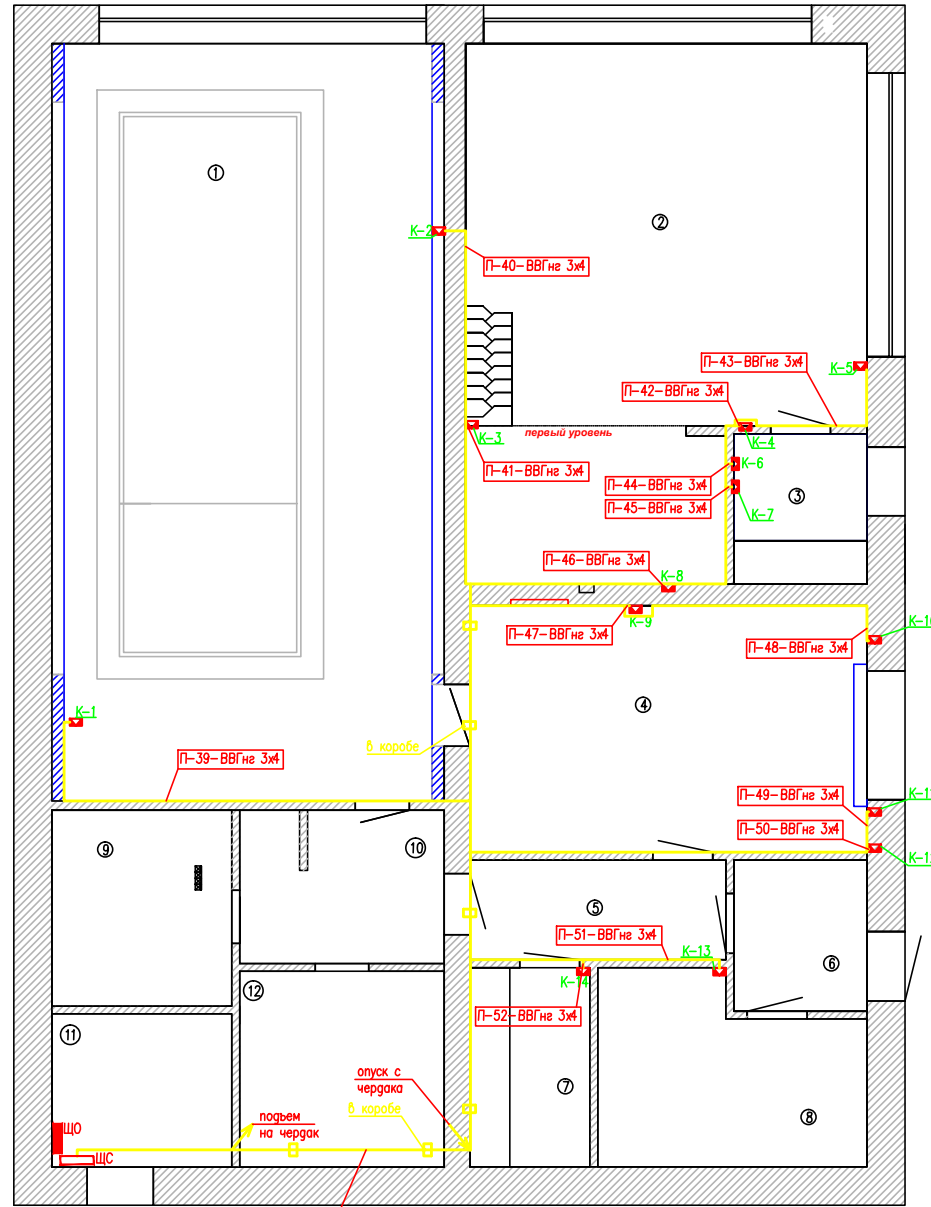 ①
②
К-2
П-40-ВВГнг 3х4
П-43-ВВГнг 3х4
К-5
П-42-ВВГнг 3х4
К-3
первый уровень
К-4
П-41-ВВГнг 3х4
К-6
П-44-ВВГнг 3х4
③
П-45-ВВГнг 3х4
К-7
П-46-ВВГнг 3х4
К-8
К-9
П-47-ВВГнг 3х4
П-48-ВВГнг 3х4
④
К-1
в коробе
П-39-ВВГнг 3х4
П-49-ВВГнг 3х4
П-50-ВВГнг 3х4
⑨
⑩
⑤
П-51-ВВГнг 3х4
К-13
⑥
К-14
⑫
П-52-ВВГнг 3х4
⑪
опуск с
чердака
⑦
в коробе
подьем
на чердак
⑧
ЩО
ЩС